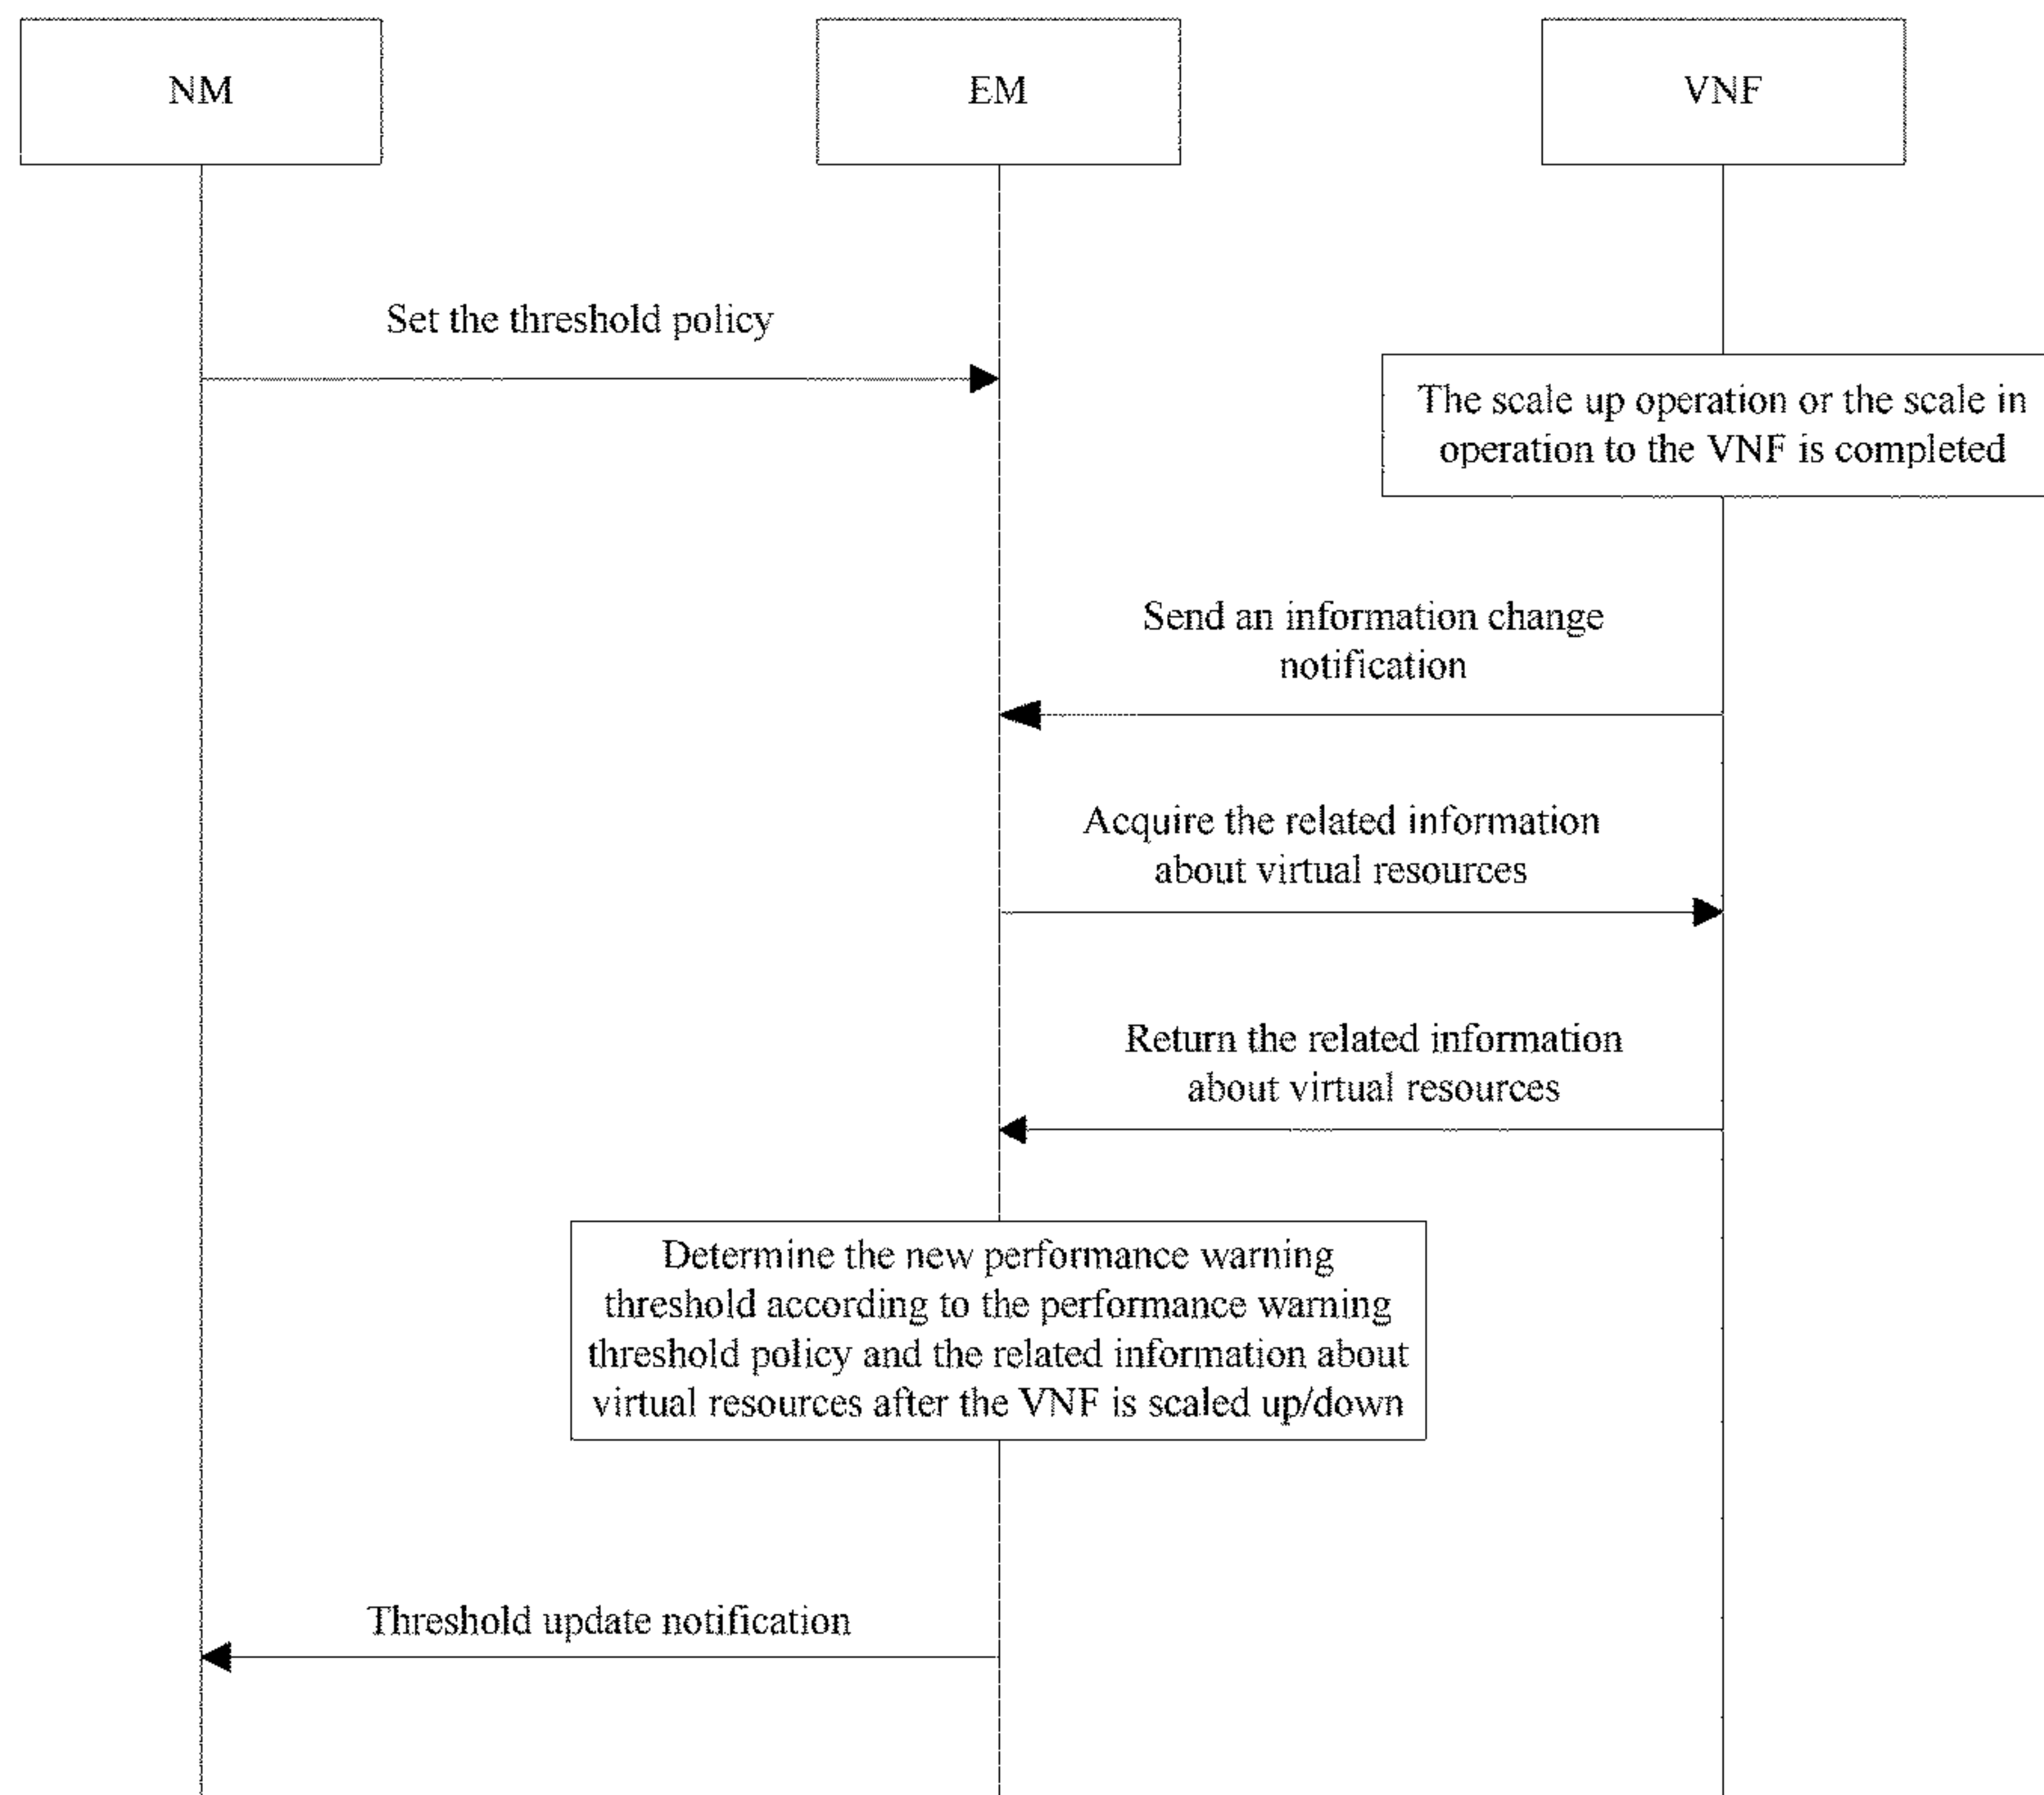 NM
EM
VNF
Set the threshold policy
The scale up operation or the scale in
operation to the VNF is completed
Send an information change
notification
Acquire the related information
about virtual resources
Return the related information
about virtual resources
Determine the new performance warning
threshold according to the performance warning
threshold policy and the related information about
virtual resources after the VNF is scaled up/down
Threshold update notification